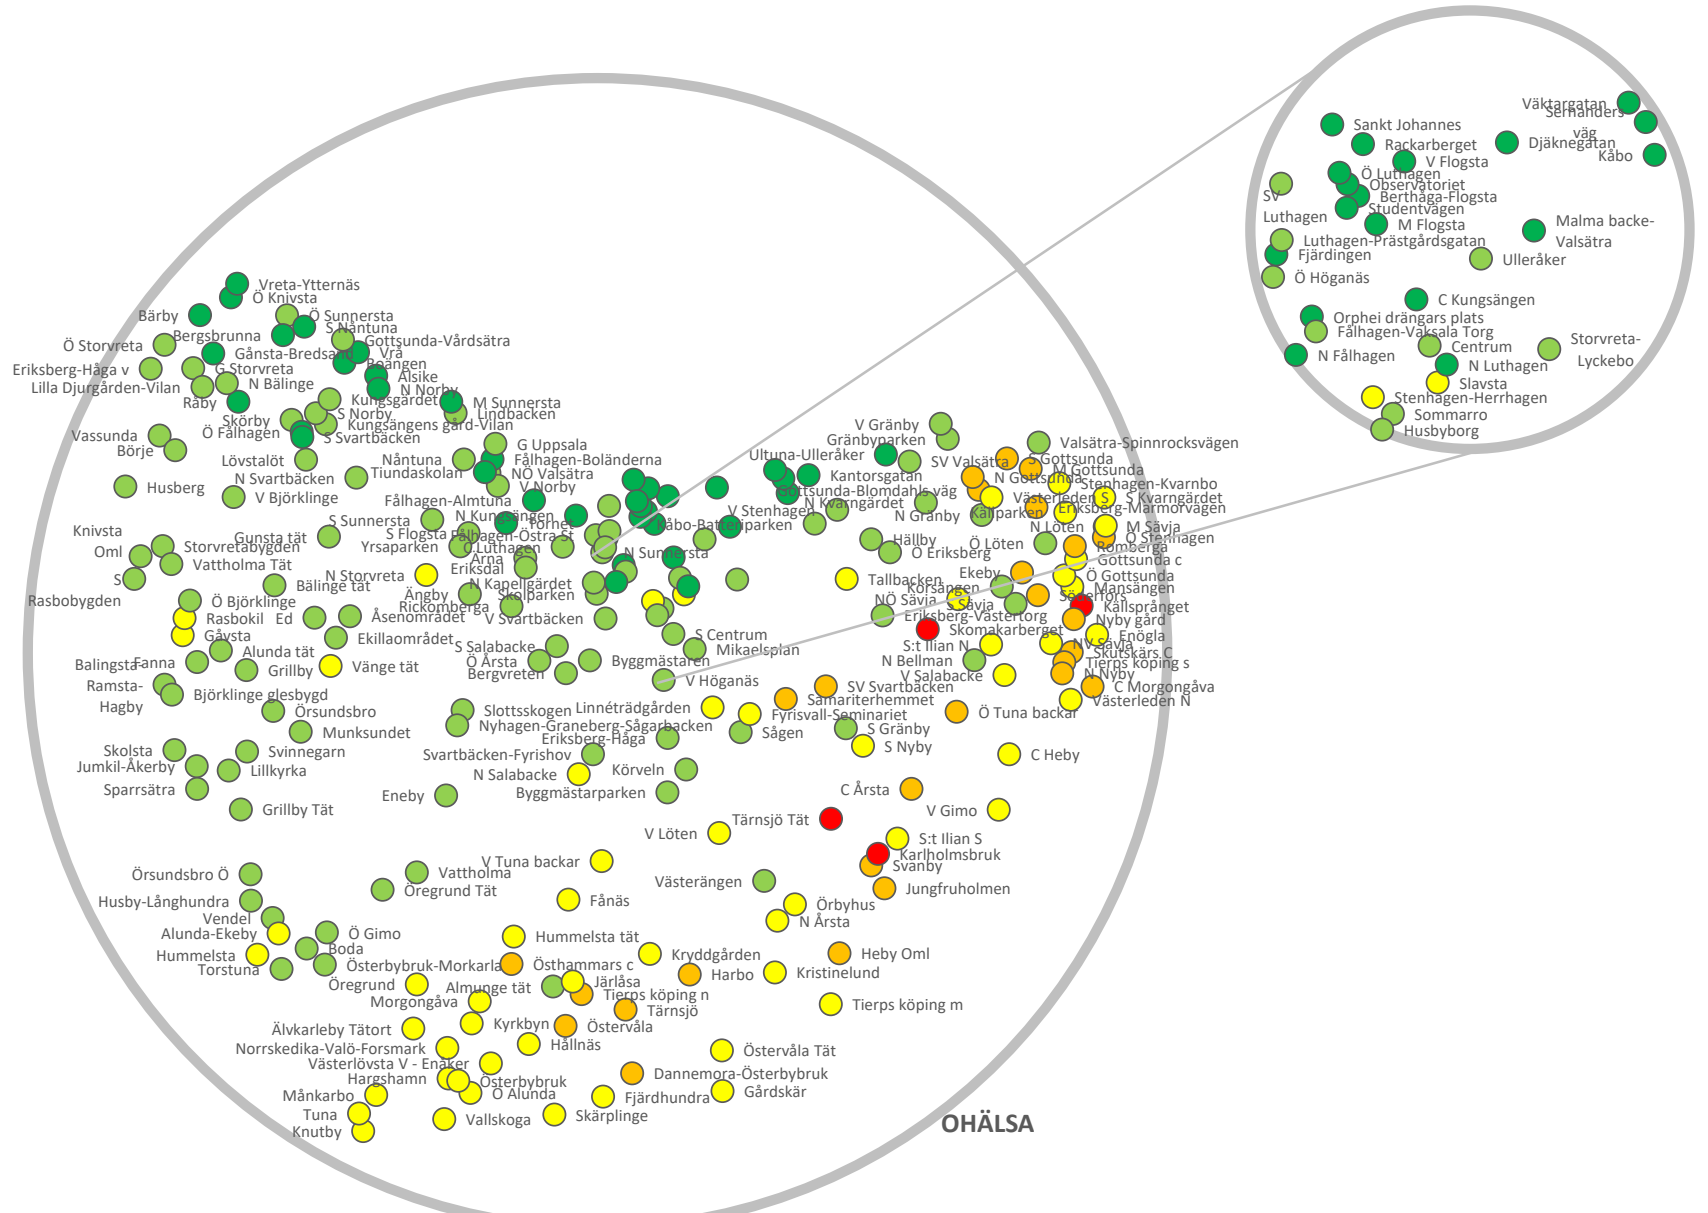 Väktargatan
Sernanders
väg
Sankt Johannes
Rackarberget
Djäknegatan
Kåbo
V Flogsta
Ö Luthagen
Observatoriet
Berthåga-Flogsta
SV
Luthagen
Studentvägen
M Flogsta
Malma backe-
Valsätra
Luthagen-Prästgårdsgatan
Fjärdingen
Ulleråker
Ö Höganäs
C Kungsängen
Orphei drängars plats
Fålhagen-Vaksala Torg
Centrum
Storvreta-
Lyckebo
N Fålhagen
N Luthagen
Slavsta
Stenhagen-Herrhagen
Sommarro
Husbyborg
Vreta-Ytternäs
Ö Knivsta
Bärby
Ö Sunnersta
S Nåntuna
Bergsbrunna
Gottsunda-Vårdsätra
Ö Storvreta
Gånsta-Bredsand
Vrå
Boängen
Eriksberg-Håga v
G Storvreta
Alsike
Lilla Djurgården-Vilan
N Bälinge
N Norby
Råby
Kungsgärdet
M Sunnersta
Skörby
S Norby
Lindbacken
Kungsängens gård-Vilan
Ö Fålhagen
S Svartbäcken
Vassunda
Börje
G Uppsala
Lövstalöt
Nåntuna
Fålhagen-Boländerna
N Svartbäcken
Tiundaskolan
NÖ Valsätra
Husberg
V Björklinge
V Norby
Fålhagen-Almtuna
V Gränby
Gränbyparken
Valsätra-Spinnrocksvägen
Ultuna-Ulleråker
SV Valsätra
S Gottsunda
M Gottsunda
Kantorsgatan
N Gottsunda
Stenhagen-Kvarnbo
Gottsunda-Blomdahls väg
Västerleden S
S Kvarngärdet
N Kvarngärdet
Eriksberg-Marmorvägen
V Stenhagen
N Gränby
Källparken
S Sunnersta
N Kungsängen
Tornet
Kåbo-Batteriparken
N Löten
M Sävja
Knivsta
Oml
Gunsta tät
S Flogsta
Fålhagen-Östra St
Hällby
Ö Stenhagen
Storvretabygden
Yrsaparken
C Luthagen
N Sunnersta
Ö Eriksberg
Ö Löten
Romberga
Vattholma Tät
Arna
Gottsunda c
S
Rasbobygden
N Storvreta
Eriksdal
Tallbacken
Ekeby
Ö Gottsunda
Bälinge tät
Ängby
N Kapellgärdet
Korsängen
Mansängen
Ö Björklinge
Rickomberga
Skolparken
NÖ Sävja
S Sävja
Söderfors
Källsprånget
Rasbokil
Ed
Åsenområdet
V Svartbäcken
Eriksberg-Västertorg
Nyby gård
Gåvsta
Ekillaområdet
S Centrum
Skomakarberget
Enögla
Alunda tät
S Salabacke
Mikaelsplan
S:t Ilian N
NV Sävja
Skutskärs C
Balingsta
Fanna
Grillby
Vänge tät
Ö Årsta
Byggmästaren
N Bellman
Tierps köping s
Bergvreten
V Salabacke
N Nyby
Ramsta-
Hagby
Björklinge glesbygd
V Höganäs
SV Svartbäcken
C Morgongåva
Örsundsbro
Slottsskogen
Linnéträdgården
Samariterhemmet
Västerleden N
Nyhagen-Graneberg-Sågarbacken
Fyrisvall-Seminariet
Ö Tuna backar
Munksundet
Eriksberg-Håga
Sågen
S Gränby
Skolsta
Svinnegarn
Svartbäcken-Fyrishov
S Nyby
C Heby
Jumkil-Åkerby
Lillkyrka
N Salabacke
Körveln
Sparrsätra
Eneby
Byggmästarparken
C Årsta
Grillby Tät
Tärnsjö Tät
V Gimo
V Löten
S:t Ilian S
V Tuna backar
Karlholmsbruk
Svanby
Örsundsbro Ö
Vattholma
Västerängen
Öregrund Tät
Jungfruholmen
Husby-Långhundra
Fånäs
Örbyhus
Vendel
N Årsta
Alunda-Ekeby
Ö Gimo
Hummelsta tät
Hummelsta
Boda
Kryddgården
Heby Oml
Torstuna
Österbybruk-Morkarla
Östhammars c
Harbo
Kristinelund
Öregrund
Almunge tät
Järlåsa
Morgongåva
Tierps köping n
Tierps köping m
Tärnsjö
Älvkarleby Tätort
Kyrkbyn
Östervåla
Norrskedika-Valö-Forsmark
Hållnäs
Östervåla Tät
Västerlövsta V - Enåker
Hargshamn
Österbybruk
Dannemora-Österbybruk
Månkarbo
Ö Alunda
Fjärdhundra
Gårdskär
Tuna
Vallskoga
Skärplinge
Knutby
OHÄLSA